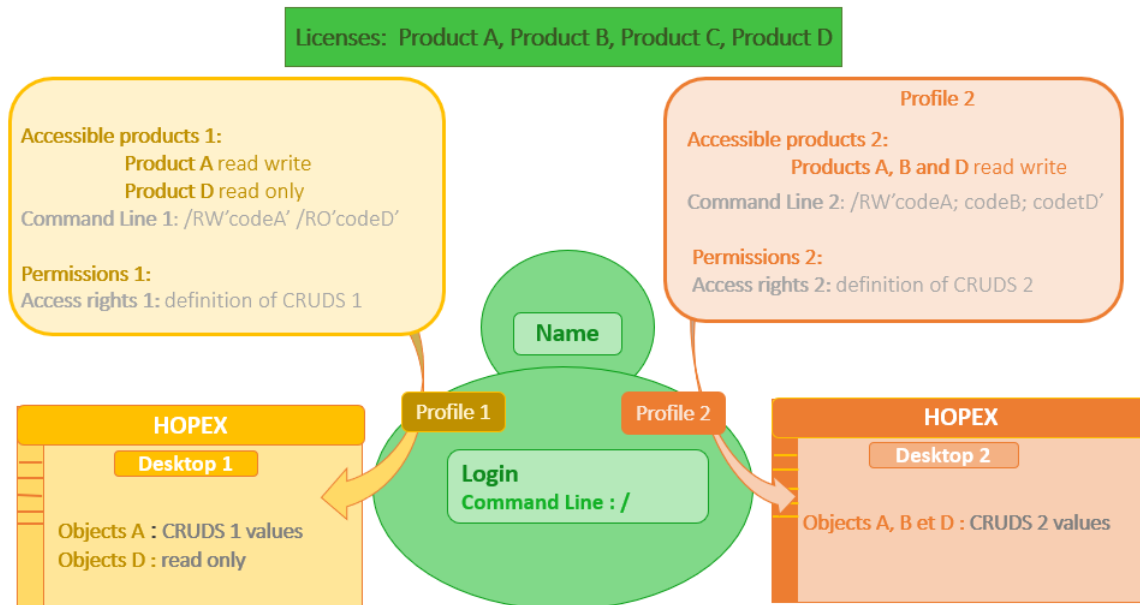 Licenses:  Product A, Product B, Product C, Product D
Accessible products 1:
Product A read write
Product D read only
Command Line 1: /RW’codeA’ /RO’codeD’
Permissions 1:
Access rights 1: definition of CRUDS 1
Profile 2
Accessible products 2:
Products A, B and D read write
Command Line 2: /RW’codeA; codeB; codetD’
Permissions 2:
Access rights 2: definition of CRUDS 2
Name
Profile 1
Profile 2
Login
Command Line : /
HOPEX
Desktop 1
Objects A : CRUDS 1 values
Objects D : read only
HOPEX
Desktop 2
Objects A, B et D : CRUDS 2 values